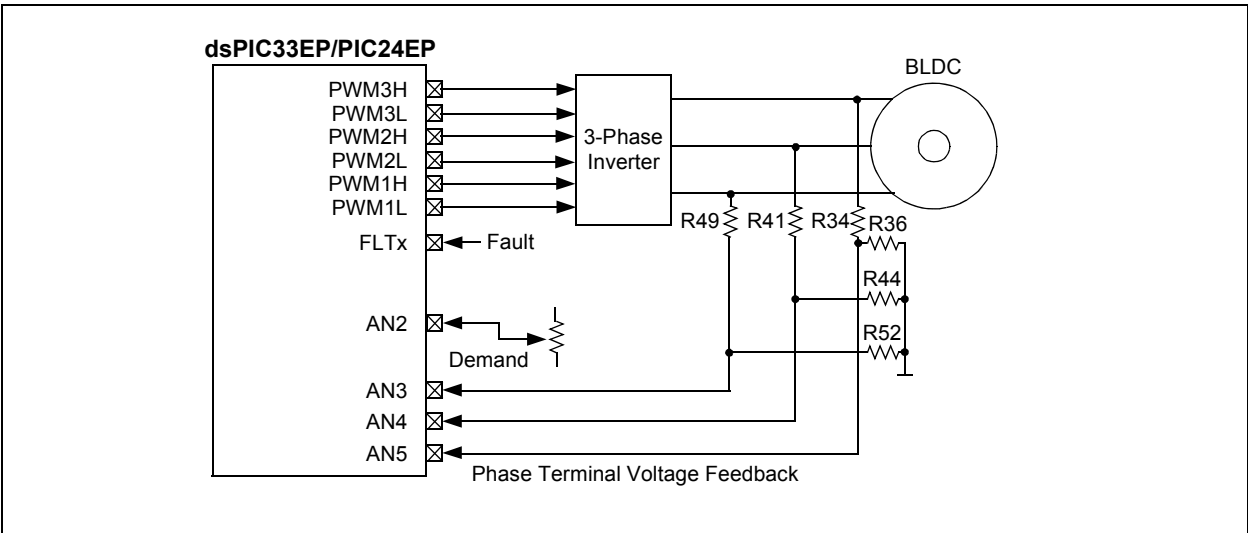 dsPIC33EP/PIC24EP
BLDC
PWM3H
PWM3L
PWM2H
PWM2L
PWM1H
PWM1L
3-Phase
Inverter
R49
R41
R34
R36
FLTx
Fault
R44
AN2
Demand
R52
AN3
AN4
AN5
Phase Terminal Voltage Feedback